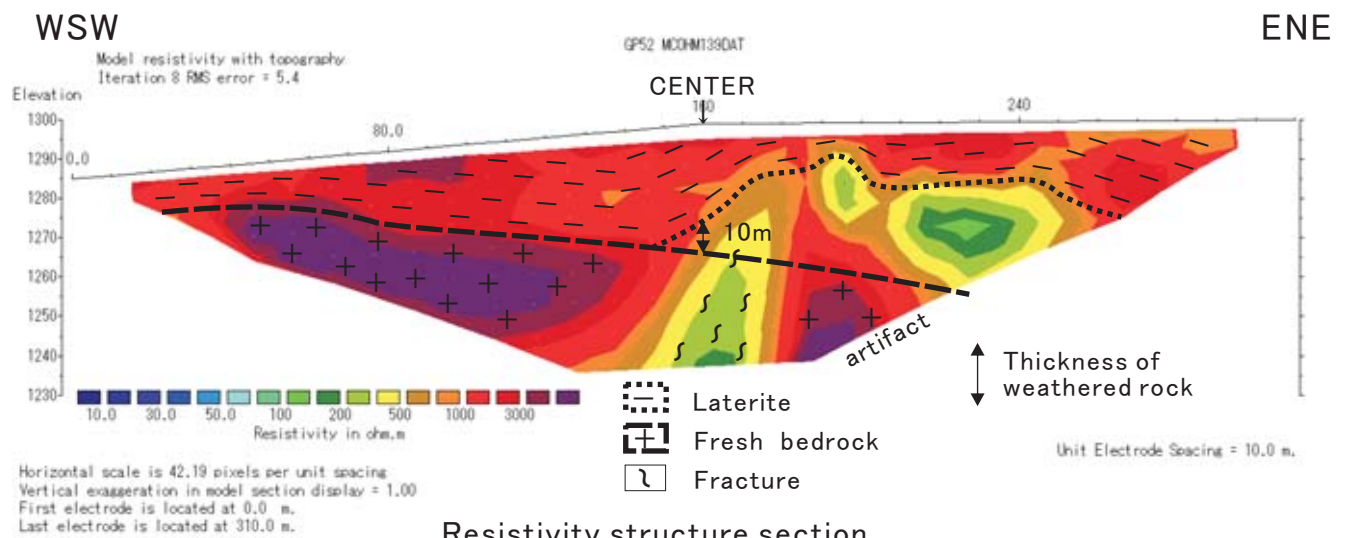 WSW
ENE
GP52 MCOHM139DAT
Model resistivity with topography
Iteration 8 RMS error = 5.4
CENTER
Elevation
160
240
80.0
0.0
1300
1290
1280
1270
1260
1250
1240
1230
10m
artifact
Thickness of
weathered rock
10.0 30.0 50.0 100 200 500 1000 3000
Resistivity in ohm.m
Laterite
Fresh bedrock
Fracture
Unit Electrode Spacing = 10.0 m.
Horizontal scale is 42.19 pixels per unit spacing
Vertical exaggeration in model section display = 1.00
First electrode is located at 0.0 m.
Last electrode is located at 310.0 m.
Resistivity structure section